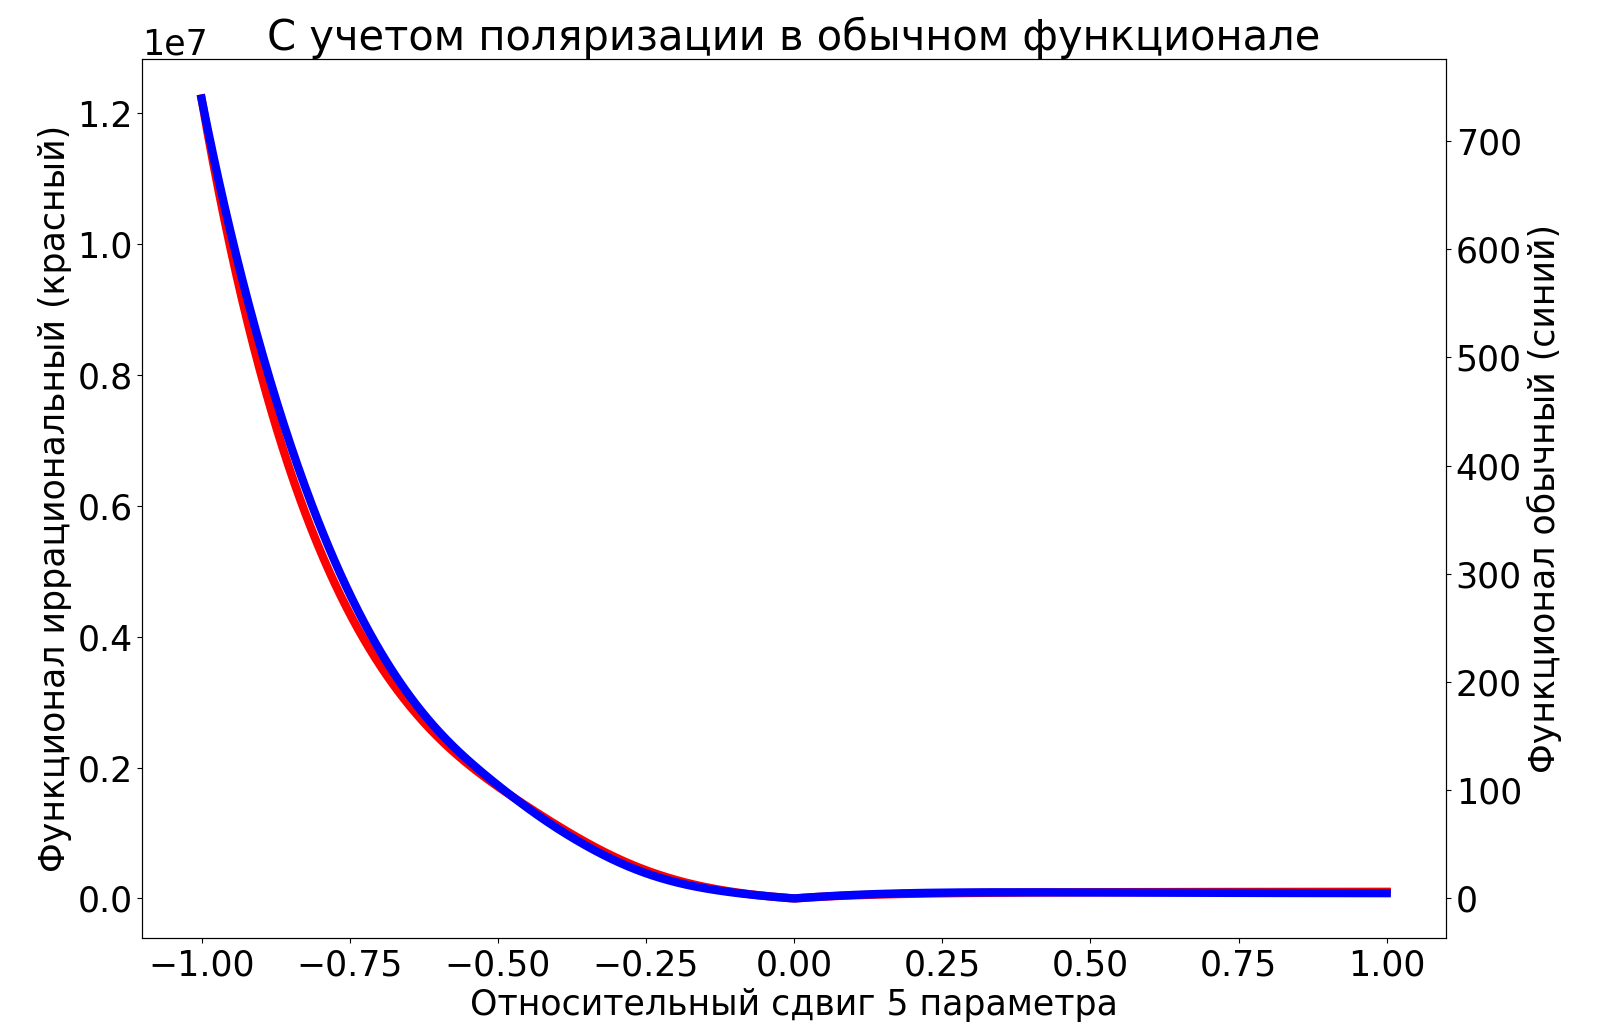 С учетом поляризации в обычном функционале
1e7
Функционал иррациональный (красный)
1.2
1.0
0.8
0.6
0.4
0.2
0.0
700
600
500
400
300
200
100
0
Функционал обычный (синий)
−1.00 −0.75 −0.50 −0.25 0.00 0.25 0.50 0.75 1.00
Относительный сдвиг 5 параметра